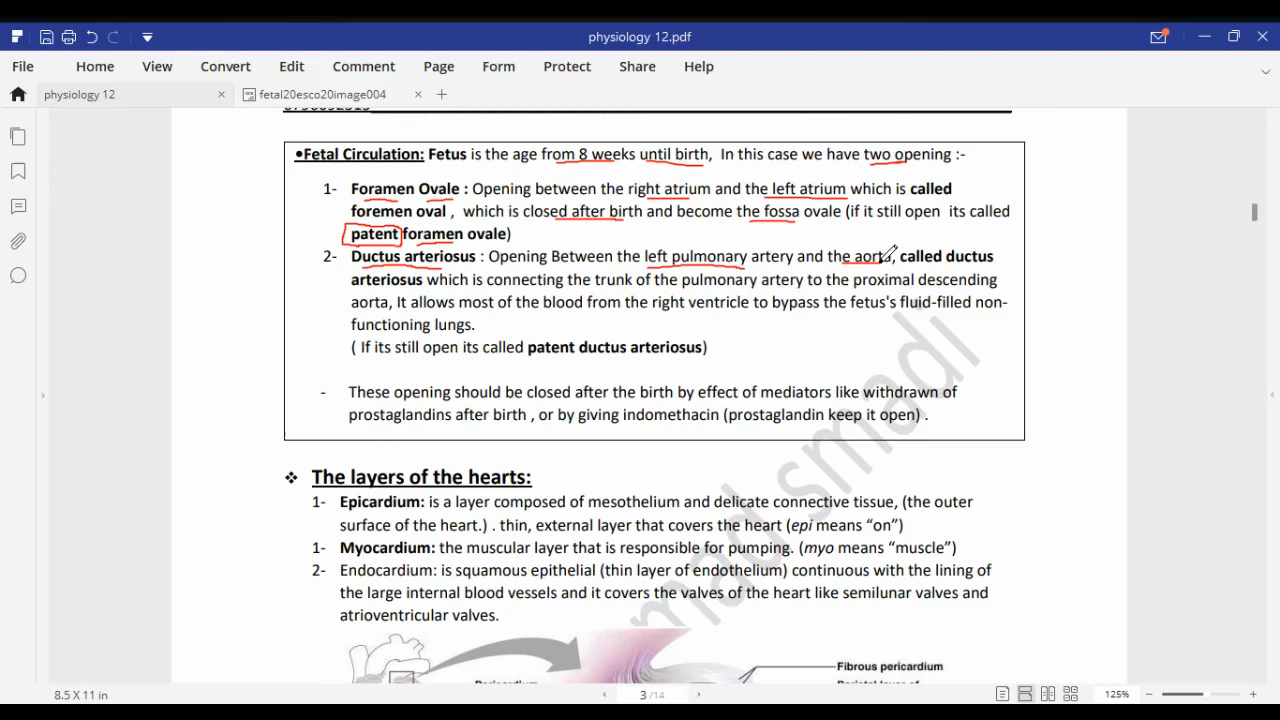 physiology 12.pdf
File Home View Convert Edit Comment Page Form Protect Share Help
physiology 12 fetal20esco20image004
•Fetal Circulation: Fetus is the age from 8 weeks until birth, In this case we have two opening :-
1- Foramen Ovale : Opening between the right atrium and the left atrium which is called
foremen oval , which is closed after birth and become the fossa ovale (if it still open its called
patent foramen ovale)
2- Ductus arteriosus : Opening Between the left pulmonary artery and the aorta, called ductus
arteriosus which is connecting the trunk of the pulmonary artery to the proximal descending
aorta, It allows most of the blood from the right ventricle to bypass the fetus's fluid-filled non-
functioning lungs.
( If its still open its called patent ductus arteriosus)
- These opening should be closed after the birth by effect of mediators like withdrawn of
prostaglandins after birth , or by giving indomethacin (prostaglandin keep it open) .
❖ The layers of the hearts:
1- Epicardium: is a layer composed of mesothelium and delicate connective tissue, (the outer
surface of the heart.) . thin, external layer that covers the heart (epi means “on”)
1- Myocardium: the muscular layer that is responsible for pumping. (myo means “muscle”)
2- Endocardium: is squamous epithelial (thin layer of endothelium) continuous with the lining of
the large internal blood vessels and it covers the valves of the heart like semilunar valves and
atrioventricular valves.
Fibrous pericardium
smadi
8.5 X 11 in 3 /14 125%